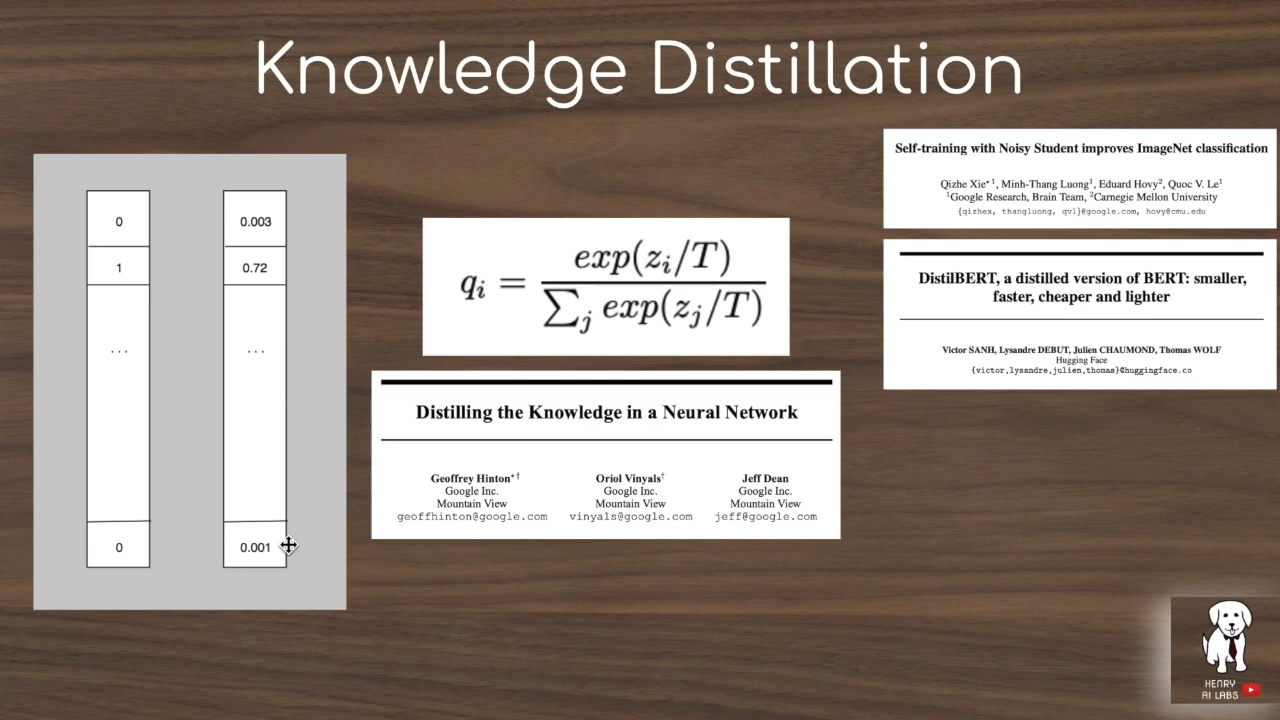 Knowledge Distillation
0
1
. . .
0
0.003
0.72
. . .
0.001
q_i = exp(z_i/T) / ∑_j exp(z_j/T)
Distilling the Knowledge in a Neural Network
Geoffrey Hinton*†
Google Inc.
Mountain View
geoffhinton@google.com
Oriol Vinyals†
Google Inc.
Mountain View
vinyals@google.com
Jeff Dean
Google Inc.
Mountain View
jeff@google.com
Self-training with Noisy Student improves ImageNet classification
Qizhe Xie* 1, Minh-Thang Luong1, Eduard Hovy2, Quoc V. Le1
1Google Research, Brain Team, 2Carnegie Mellon University
{qizhex, thangluong, qvl}@google.com, hovy@cmu.edu
DistilBERT, a distilled version of BERT: smaller,
faster, cheaper and lighter
Victor SANH, Lysandre DEBUT, Julien CHAUMOND, Thomas WOLF
Hugging Face
{victor,lysandre,julien,thomas}@huggingface.co
HENRY
AI LABS